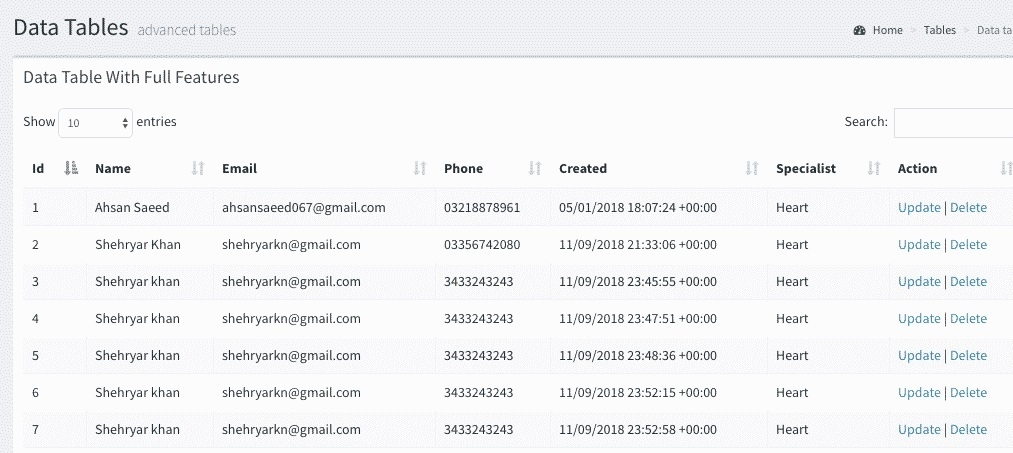 Data Tables advanced tables
Home > Tables > Data ta
Data Table With Full Features
Show 10 entries
Search:
Id Name Email Phone Created Specialist Action
1 Ahsan Saeed ahsansaeed067@gmail.com 03218878961 05/01/2018 18:07:24 +00:00 Heart Update | Delete
2 Shehryar Khan shehryarkn@gmail.com 03356742080 11/09/2018 21:33:06 +00:00 Heart Update | Delete
3 Shehryar khan shehryarkn@gmail.com 3433243243 11/09/2018 23:45:55 +00:00 Heart Update | Delete
4 Shehryar khan shehryarkn@gmail.com 3433243243 11/09/2018 23:47:51 +00:00 Heart Update | Delete
5 Shehryar khan shehryarkn@gmail.com 3433243243 11/09/2018 23:48:36 +00:00 Heart Update | Delete
6 Shehryar khan shehryarkn@gmail.com 3433243243 11/09/2018 23:52:15 +00:00 Heart Update | Delete
7 Shehryar khan shehryarkn@gmail.com 3433243243 11/09/2018 23:52:58 +00:00 Heart Update | Delete